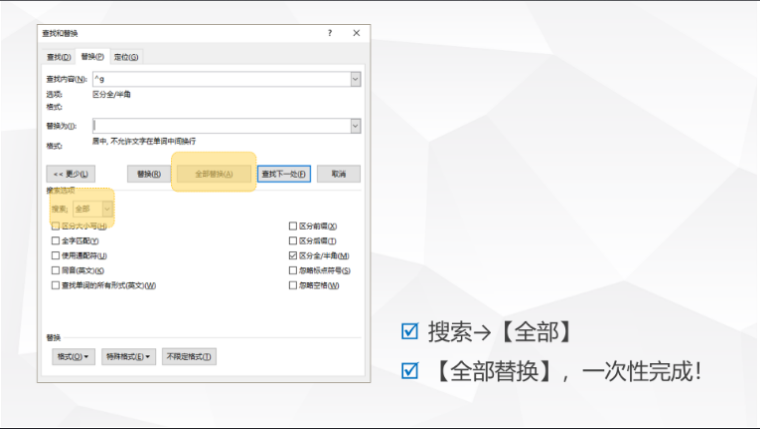 查找和替换 ? ×
查找(D) 替换(P) 定位(G)
查找内容(N): ^g
选项: 区分全/半角
格式:
替换为(I):
格式: 居中, 不允许文字在单词中间换行
<< 更少(L) 替换(R) 全部替换(A) 查找下一处(F) 取消
搜索选项
搜索: 全部
区分大小写(H) 区分前缀(X)
全字匹配(Y) 区分后缀(T)
使用通配符(U) 区分全/半角(M)
同音(英文)(K) 忽略标点符号(S)
查找单词的所有形式(英文)(W) 忽略空格(W)
替换
格式(O) 特殊格式(E) 不限定格式(T)
搜索→【全部】
【全部替换】，一次性完成！